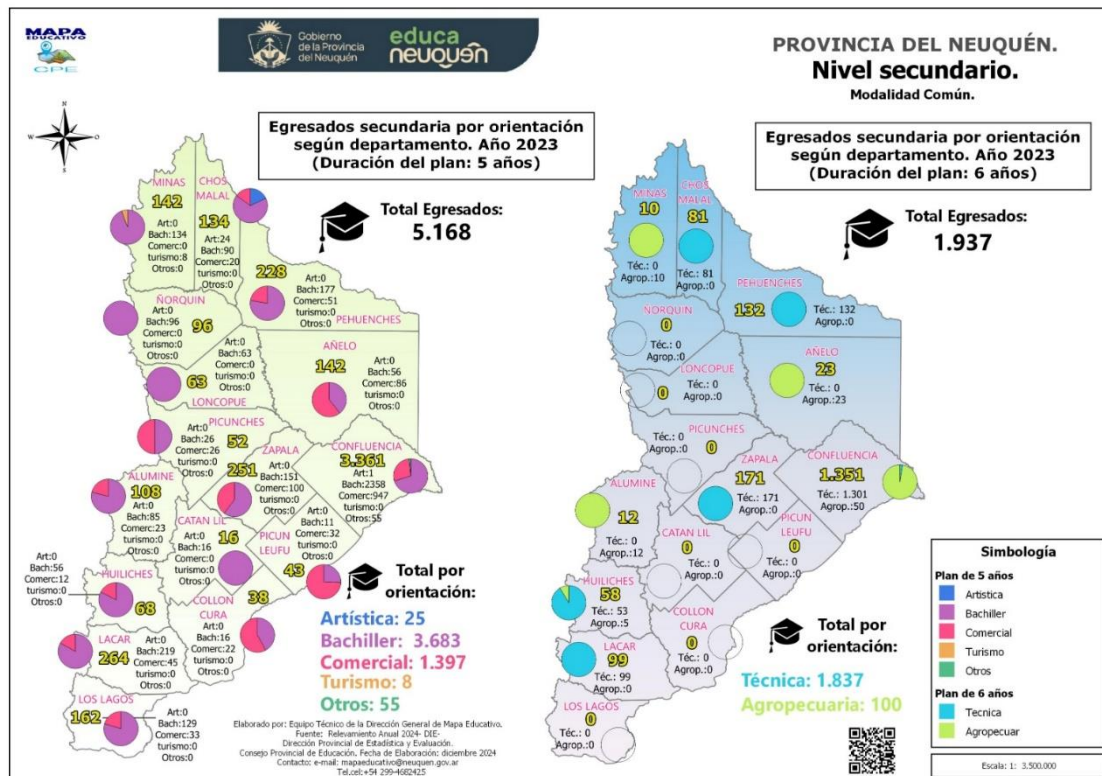 MAPA
EDUCATIVO
CPE
Gobierno
de la Provincia
del Neuquén
educa
neuquén
PROVINCIA DEL NEUQUÉN.
Nivel secundario.
Modalidad Común.
N
W
O
S
Egresados secundaria por orientación
según departamento. Año 2023
(Duración del plan: 5 años)
Total Egresados:
5.168
MINAS
142
Art:0
Bach:134
Comerc:0
turismo:8
Otros:0
CHOS
MALAL
134
Art:24
Bach:90
Comerc:20
turismo:0
Otros:0
228
Art:0
Bach:177
Comerc:51
turismo:0
Otros:0
PEHUENCHES
ÑORQUIN
Art:0
Bach:96
Comerc:0
turismo:0
Otros:0
96
Art:0
Bach:63
Comerc:0
turismo:0
Otros:0
63
LONCOPUE
AÑELO
142
Art:0
Bach:56
Comerc:86
turismo:0
Otros:0
PICUNCHES
Art:0
Bach:26
Comerc:26
turismo:0
Otros:0
52
ZAPALA
251
Art:0
Bach:151
Comerc:100
turismo:0
Otros:0
CONFLUENCIA
3.361
Art:1
Bach:2358
Comerc:947
turismo:0
Otros:55
ALUMINE
108
Art:0
Bach:85
Comerc:23
turismo:0
Otros:0
CATAN LIL
16
Art:0
Bach:16
Comerc:0
turismo:0
Otros:0
PICUN
LEUFU
43
Art:0
Bach:11
Comerc:32
turismo:0
Otros:0
Art:0
Bach:56
Comerc:12
turismo:0
Otros:0
HUILICHES
68
COLLON
CURA
38
Art:0
Bach:16
Comerc:22
turismo:0
Otros:0
LACAR
264
Art:0
Bach:219
Comerc:45
turismo:0
Otros:0
LOS LAGOS
162
Art:0
Bach:129
Comerc:33
turismo:0
Otros:0
Total por
orientación:
Artística: 25
Bachiller: 3.683
Comercial: 1.397
Turismo: 8
Otros: 55
Elaborado por: Equipo Técnico de la Dirección General de Mapa Educativo.
Fuente: Relevamiento Anual 2024- DIE-
Dirección Provincial de Estadística y Evaluación.
Consejo Provincial de Educación. Fecha de Elaboración: diciembre 2024
Contacto: e-mail: mapaeducativo@neuquen.gov.ar
Tel.cel:+54 299-4682425
Egresados secundaria por orientación
según departamento. Año 2023
(Duración del plan: 6 años)
Total Egresados:
1.937
MINAS
10
Téc.: 0
Agrop.:10
CHOS
MALAL
81
Téc.: 81
Agrop.:0
PEHUENCHES
132
Téc.: 132
Agrop.:0
ÑORQUIN
0
Téc.: 0
Agrop.:0
LONCOPUE
0
Téc.: 0
Agrop.:0
AÑELO
23
Téc.: 0
Agrop.:23
PICUNCHES
Téc.: 0
Agrop.:0
0
ZAPALA
171
Téc.: 171
Agrop.:0
CONFLUENCIA
1.351
Téc.: 1.301
Agrop.:50
ALUMINE
12
Téc.: 0
Agrop.:12
CATAN LIL
0
Téc.: 0
Agrop.:0
PICUN
LEUFU
0
Téc.: 0
Agrop.:0
HUILICHES
58
Téc.: 53
Agrop.:5
COLLON
CURA
0
Téc.: 0
Agrop.:0
LACAR
99
Téc.: 99
Agrop.:0
LOS LAGOS
0
Téc.: 0
Agrop.:0
Total por
orientación:
Técnica: 1.837
Agropecuaria: 100
Simbología
Plan de 5 años
Artistica
Bachiller
Comercial
Turismo
Otros
Plan de 6 años
Tecnica
Agropecuar
Escala: 1: 3.500.000